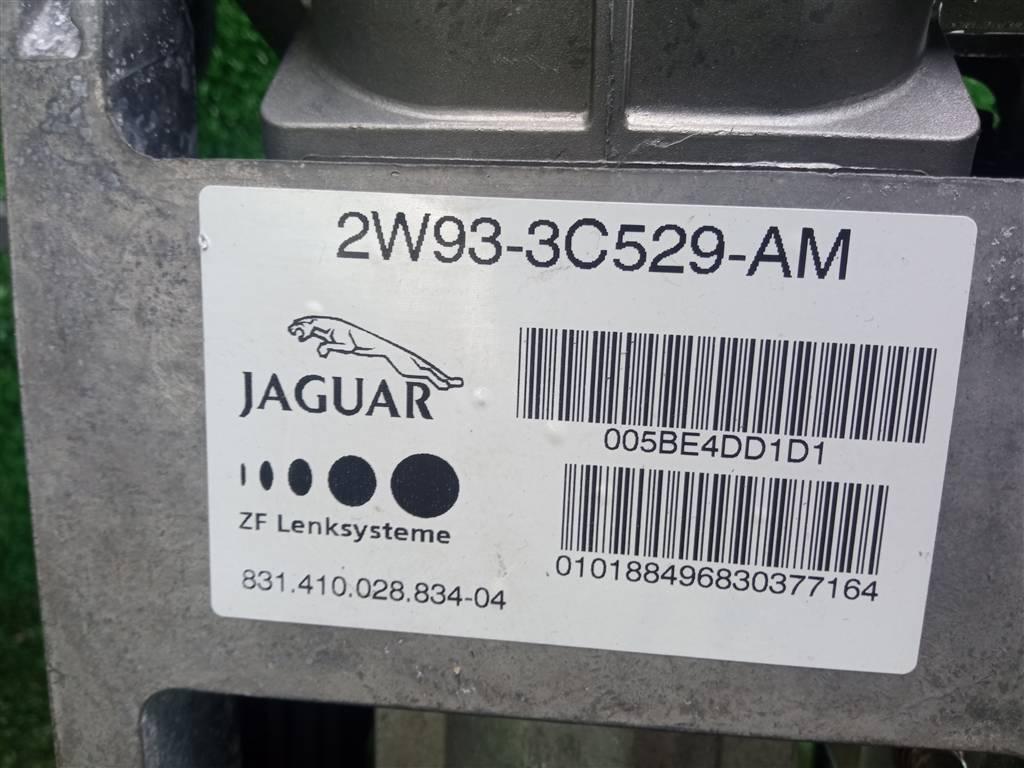 2W93-3C529-AM
JAGUAR
005BE4DD1D1
ZF Lenksysteme
010188496830377164
831.410.028.834-04